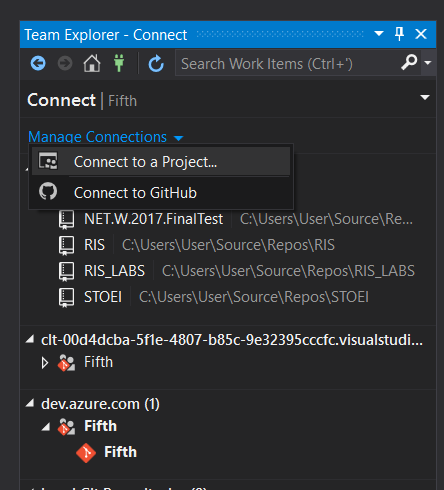 Team Explorer - Connect
Search Work Items (Ctrl+')
Connect | Fifth
Manage Connections
Connect to a Project...
Connect to GitHub
NET.W.2017.FinalTest | C:\Users\User\Source\Re...
RIS | C:\Users\User\Source\Repos\RIS
RIS_LABS | C:\Users\User\Source\Repos\RIS_LABS
STOEI | C:\Users\User\Source\Repos\STOEI
clt-00d4dcba-5f1e-4807-b85c-9e32395cccfc.visualstudi...
Fifth
dev.azure.com (1)
Fifth
Fifth